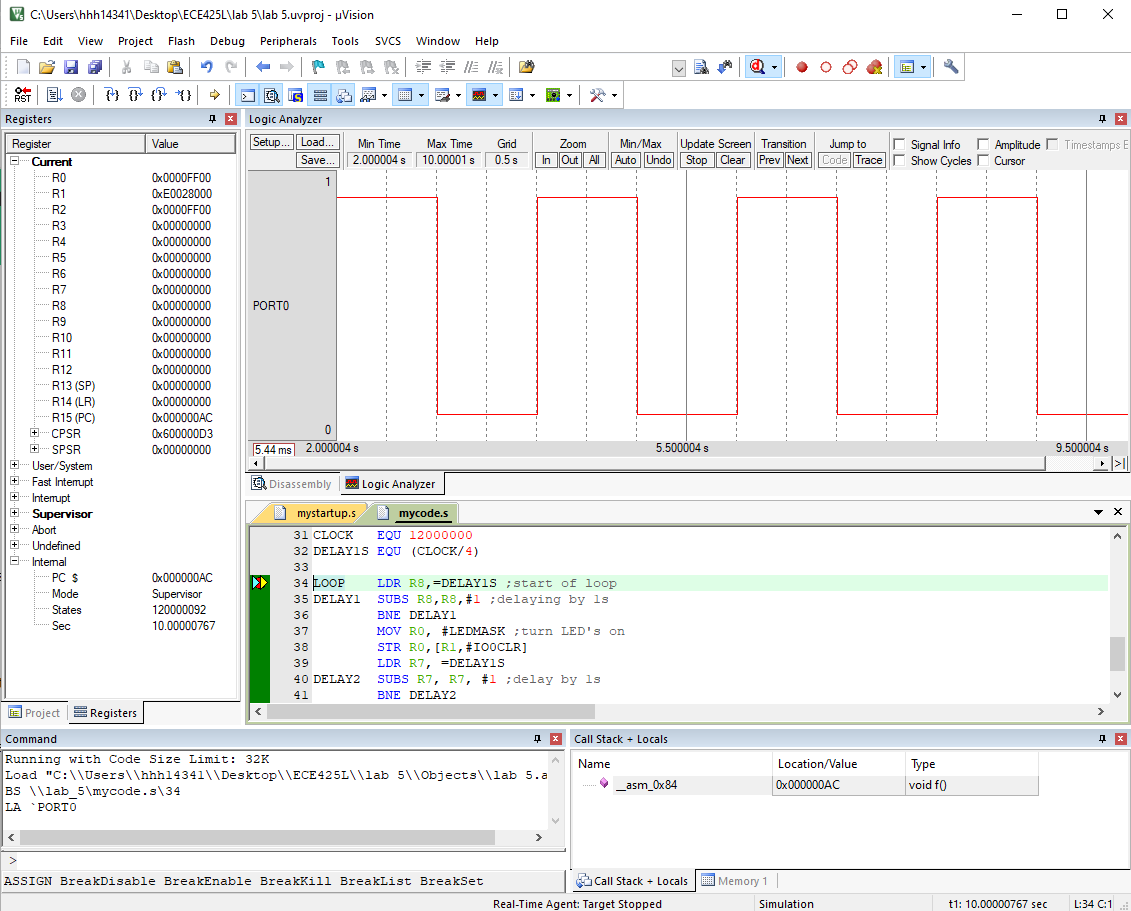 C:\Users\hhh14341\Desktop\ECE425L\lab 5\lab 5.uvproj - µVision
File Edit View Project Flash Debug Peripherals Tools SVCS Window Help
RST
Registers
Register Value
Current
R0 0x0000FF00
R1 0xE0028000
R2 0x0000FF00
R3 0x00000000
R4 0x00000000
R5 0x00000000
R6 0x00000000
R7 0x00000000
R8 0x00000000
R9 0x00000000
R10 0x00000000
R11 0x00000000
R12 0x00000000
R13 (SP) 0x00000000
R14 (LR) 0x00000000
R15 (PC) 0x000000AC
CPSR 0x600000D3
SPSR 0x00000000
User/System
Fast Interrupt
Interrupt
Supervisor
Abort
Undefined
Internal
PC $ 0x000000AC
Mode Supervisor
States 120000092
Sec 10.00000767
Project Registers
Logic Analyzer
Setup... Load... Min Time Max Time Grid Zoom Min/Max Update Screen Transition Jump to Signal Info Amplitude Timestamps E
Save... 2.000004 s 10.00001 s 0.5 s In Out All Auto Undo Stop Clear Prev Next Code Trace Show Cycles Cursor
1
PORT0
0
5.44 ms 2.000004 s 5.500004 s 9.500004 s
Disassembly Logic Analyzer
mystartup.s mycode.s
31 CLOCK EQU 12000000
32 DELAY1S EQU (CLOCK/4)
33
34 LOOP LDR R8,=DELAY1S ;start of loop
35 DELAY1 SUBS R8,R8,#1 ;delaying by 1s
36 BNE DELAY1
37 MOV R0, #LEDMASK ;turn LED's on
38 STR R0,[R1,#IO0CLR]
39 LDR R7, =DELAY1S
40 DELAY2 SUBS R7, R7, #1 ;delay by 1s
41 BNE DELAY2
Command
Running with Code Size Limit: 32K
Load "C:\\Users\\hhh14341\\Desktop\\ECE425L\\lab 5\\Objects\\lab 5.a
BS \\lab_5\mycode.s\34
LA `PORT0
>
ASSIGN BreakDisable BreakEnable BreakKill BreakList BreakSet
Call Stack + Locals
Name Location/Value Type
__asm_0x84 0x000000AC void f()
Call Stack + Locals Memory 1
Real-Time Agent: Target Stopped Simulation t1: 10.00000767 sec L:34 C:1